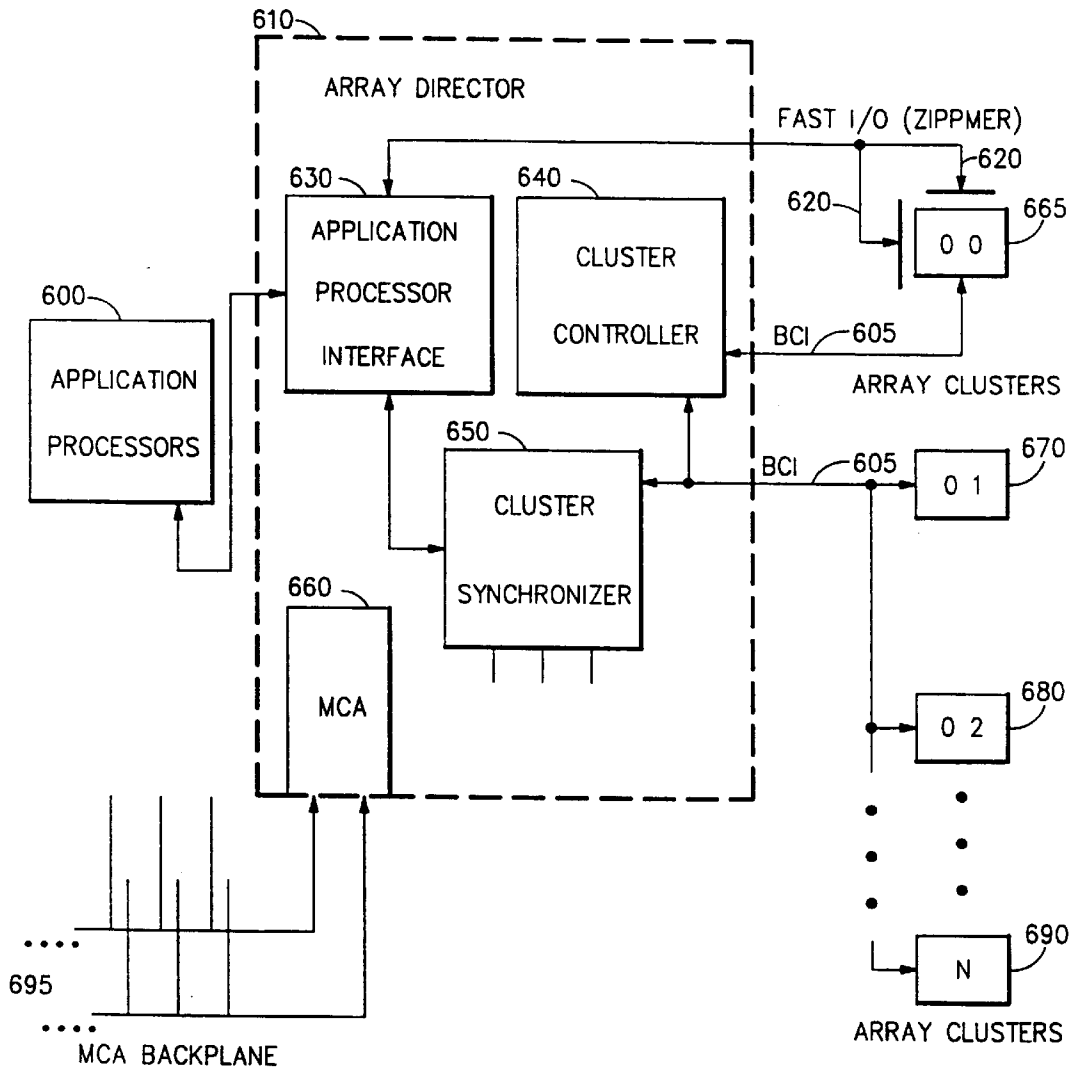 610
ARRAY DIRECTOR
FAST I/O (ZIPPMER)
620
630
640
620
665
APPLICATION
PROCESSOR
INTERFACE
CLUSTER
CONTROLLER
0 0
600
BCI
605
APPLICATION
PROCESSORS
ARRAY CLUSTERS
650
BCI
605
670
CLUSTER
SYNCHRONIZER
0 1
660
MCA
680
0 2
690
N
695
ARRAY CLUSTERS
MCA BACKPLANE